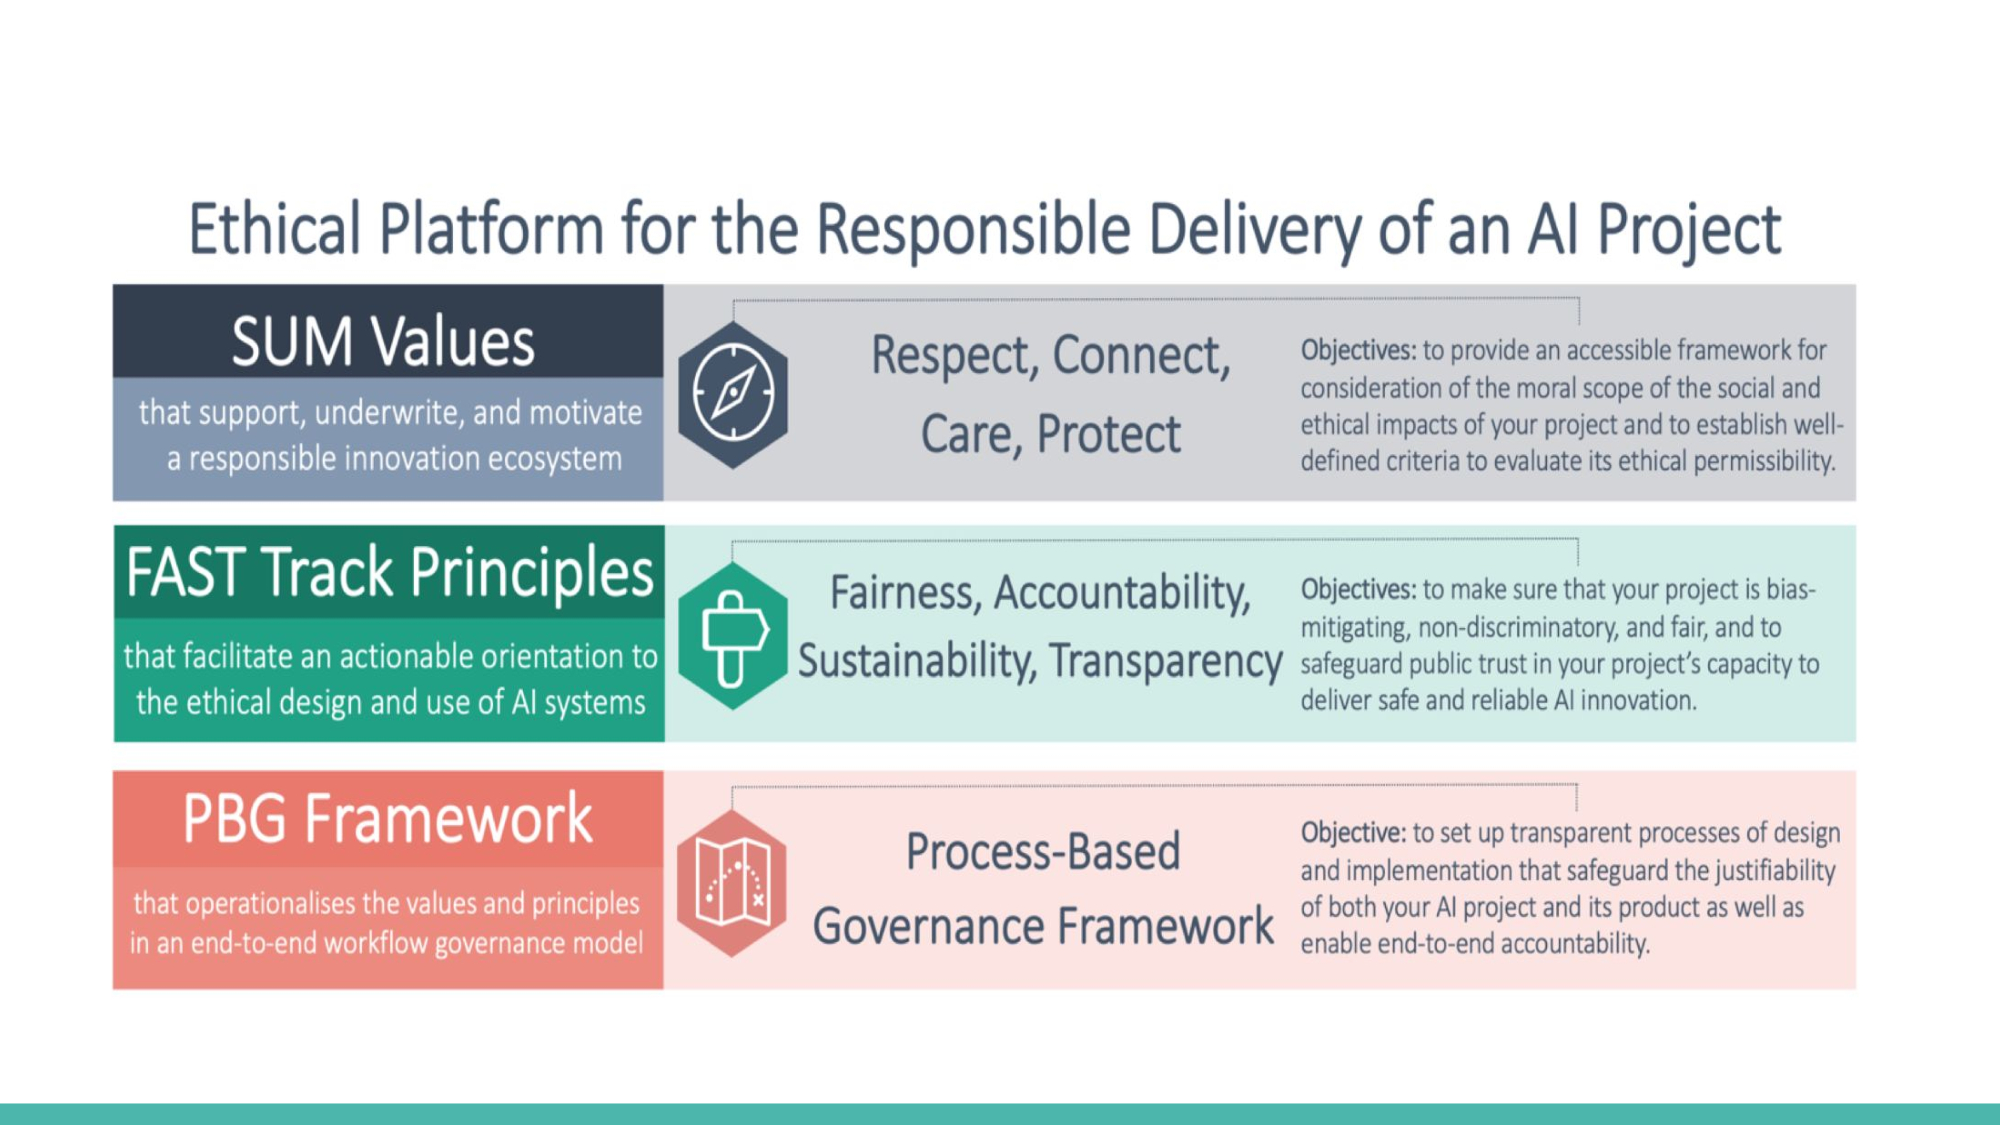 Ethical Platform for the Responsible Delivery of an AI Project
SUM Values
that support, underwrite, and motivate
a responsible innovation ecosystem
Respect, Connect,
Care, Protect
Objectives: to provide an accessible framework for
consideration of the moral scope of the social and
ethical impacts of your project and to establish well-
defined criteria to evaluate its ethical permissibility.
FAST Track Principles
that facilitate an actionable orientation to
the ethical design and use of AI systems
Fairness, Accountability,
Sustainability, Transparency
Objectives: to make sure that your project is bias-
mitigating, non-discriminatory, and fair, and to
safeguard public trust in your project's capacity to
deliver safe and reliable AI innovation.
PBG Framework
that operationalises the values and principles
in an end-to-end workflow governance model
Process-Based
Governance Framework
Objective: to set up transparent processes of design
and implementation that safeguard the justifiability
of both your AI project and its product as well as
enable end-to-end accountability.